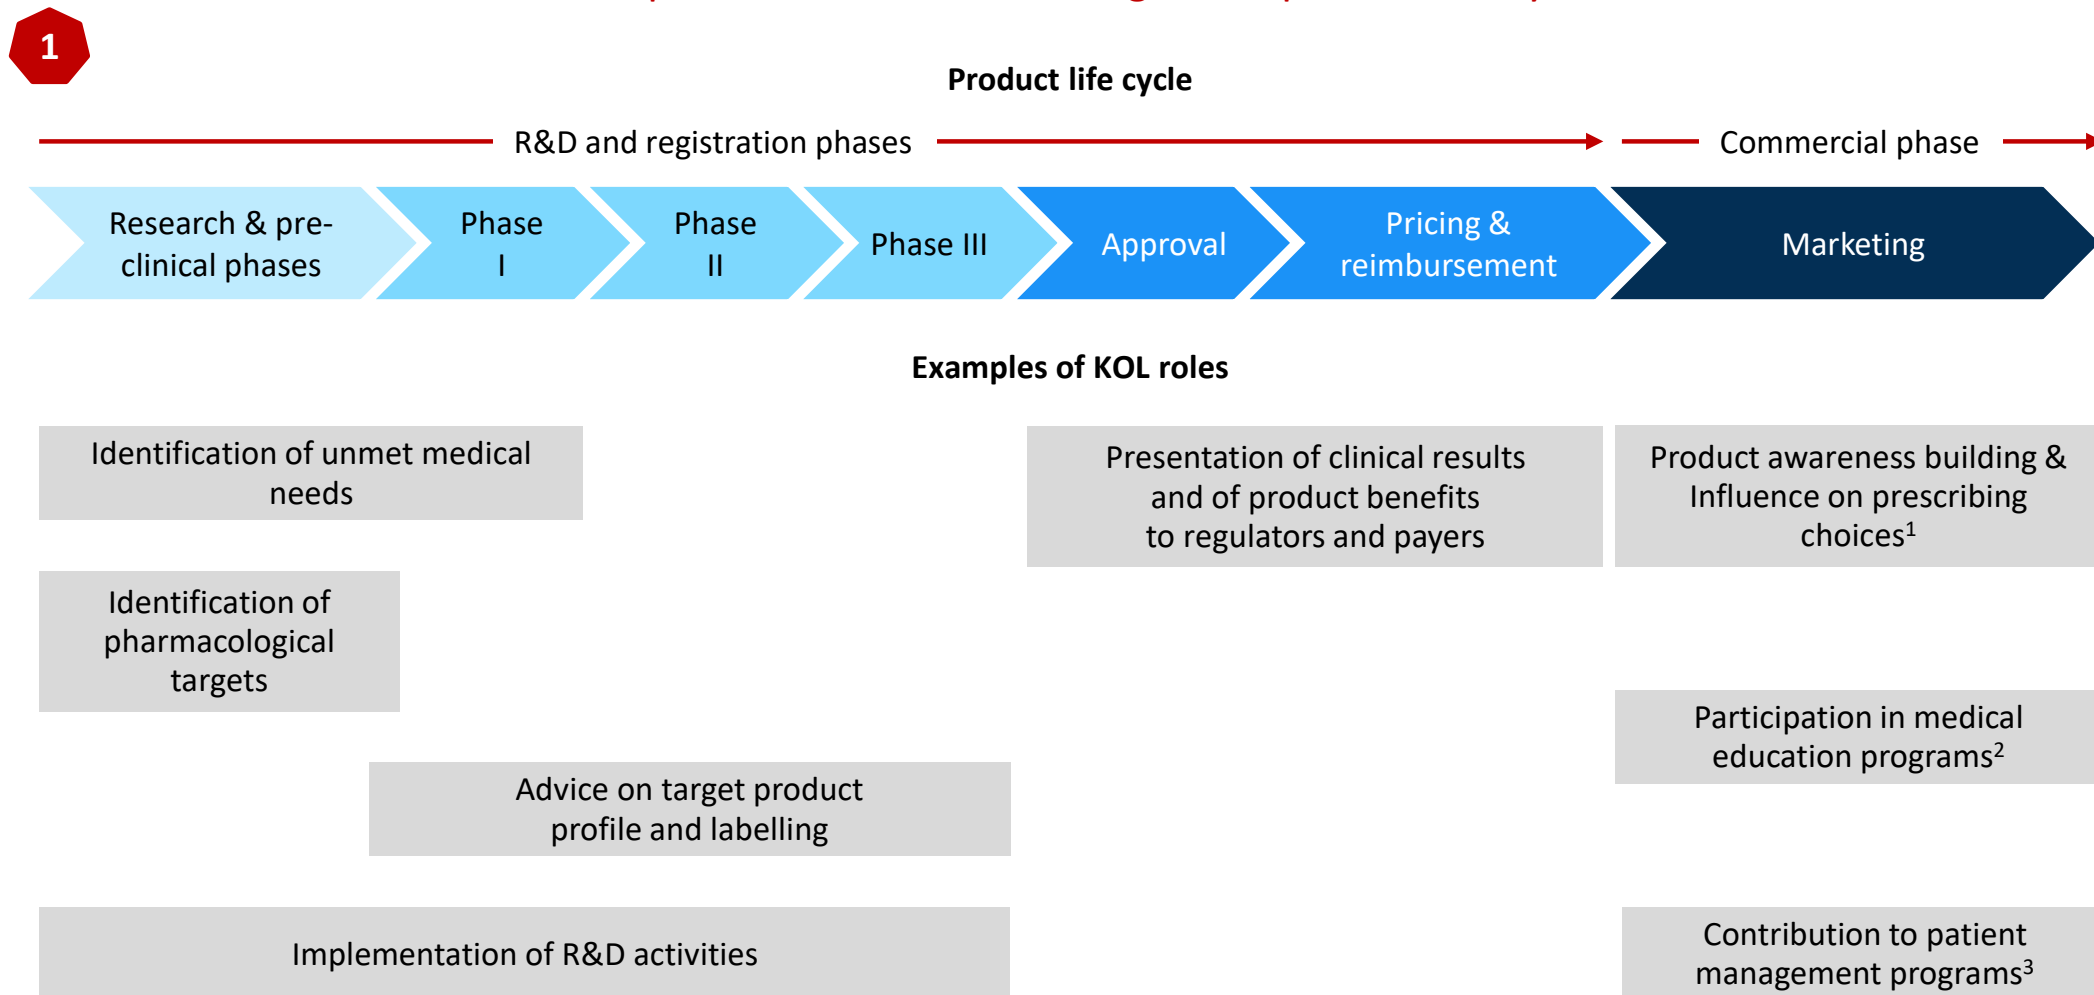 1
Product life cycle
R&D and registration phases
Commercial phase
Research & pre-
clinical phases
Phase
I
Phase
II
Phase III
Approval
Pricing &
reimbursement
Marketing
Examples of KOL roles
Identification of unmet medical
needs
Presentation of clinical results
and of product benefits
to regulators and payers
Product awareness building &
Influence on prescribing
choices¹
Identification of
pharmacological
targets
Participation in medical
education programs²
Advice on target product
profile and labelling
Implementation of R&D activities
Contribution to patient
management programs³